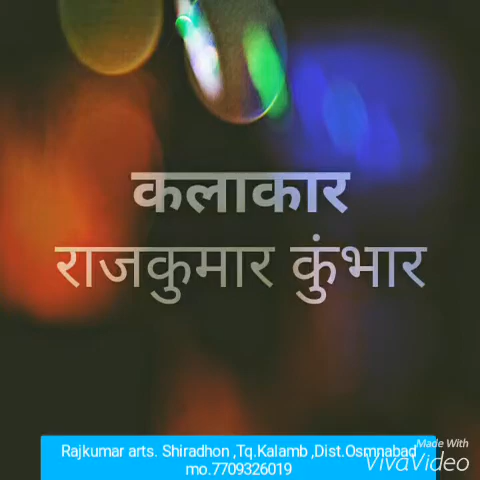 कलाकार
राजकुमार कुंभार
Rajkumar arts. Shiradhon ,Tq.Kalamb ,Dist.Osmnabad
mo.7709326019
Made With
VivaVideo